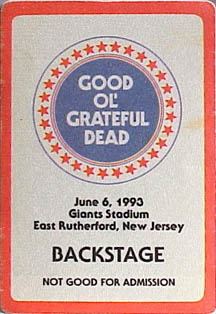 GOOD
OL'
GRATEFUL
DEAD
June 6, 1993
Giants Stadium
East Rutherford, New Jersey
BACKSTAGE
NOT GOOD FOR ADMISSION